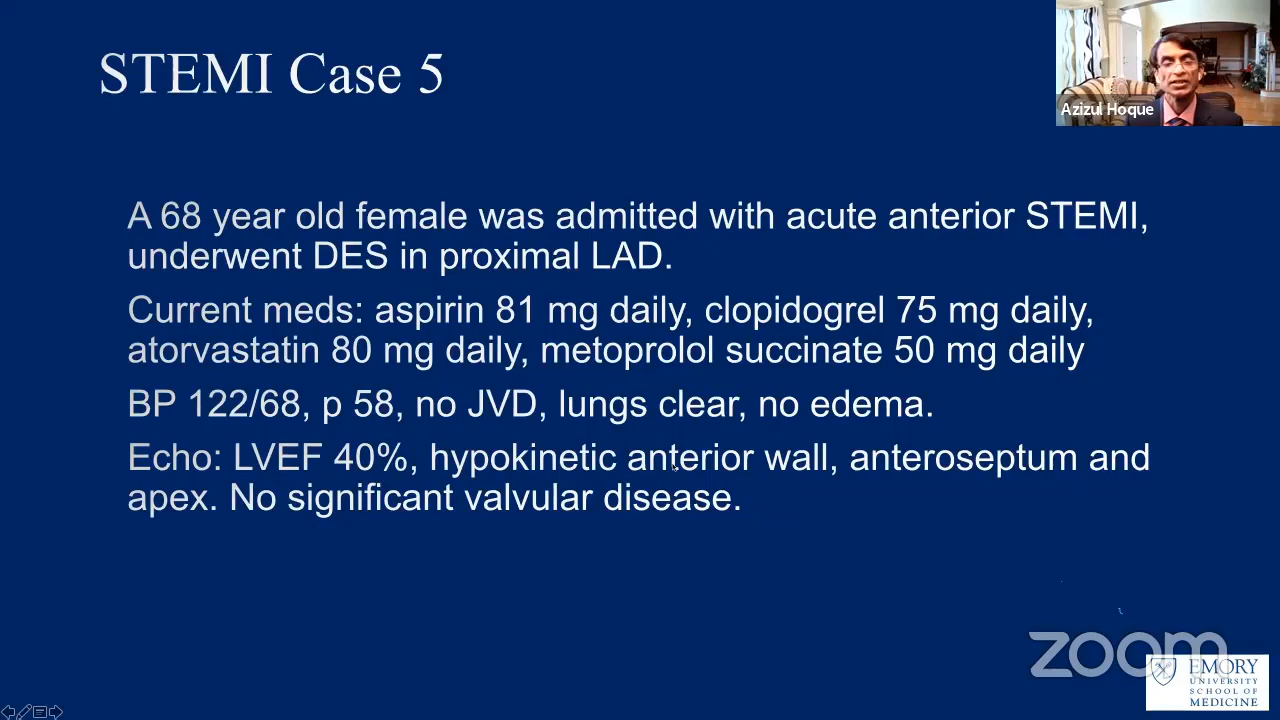 STEMI Case 5
Azizul Hoque
A 68 year old female was admitted with acute anterior STEMI,
underwent DES in proximal LAD.
Current meds: aspirin 81 mg daily, clopidogrel 75 mg daily,
atorvastatin 80 mg daily, metoprolol succinate 50 mg daily
BP 122/68, p 58, no JVD, lungs clear, no edema.
Echo: LVEF 40%, hypokinetic anterior wall, anteroseptum and
apex. No significant valvular disease.
zoom
EMORY
UNIVERSITY
SCHOOL OF
MEDICINE